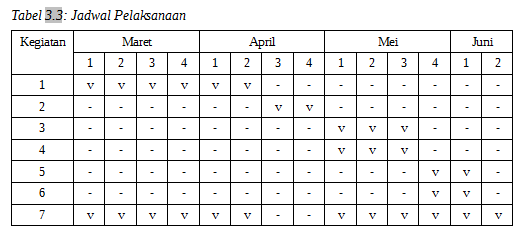 Tabel 3.3: Jadwal Pelaksanaan
Kegiatan Maret April Mei Juni
1 2 3 4 1 2 3 4 1 2 3 4 1 2
1 v v v v v v - - - - - - - -
2 - - - - - - v v - - - - - -
3 - - - - - - - - v v v - - -
4 - - - - - - - - v v v - - -
5 - - - - - - - - - - - v v -
6 - - - - - - - - - - - v v -
7 v v v v v v - - v v v v v v